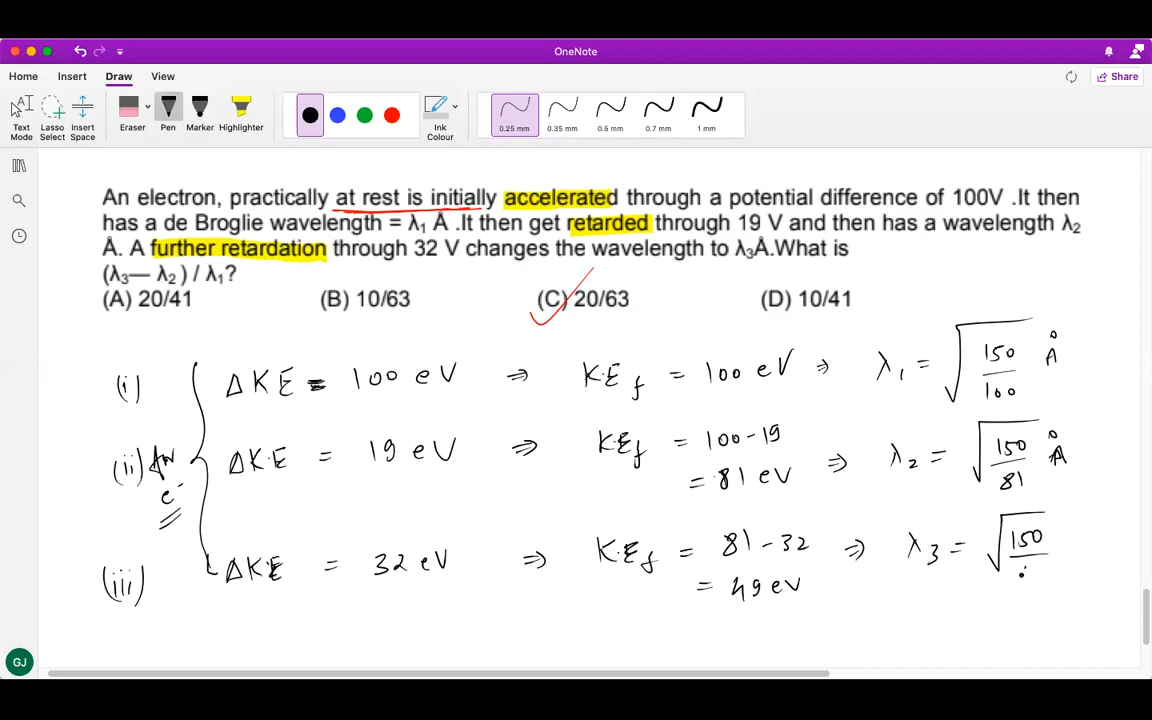 OneNote
Home Insert Draw View
Share
Text Mode
Lasso Select
Insert Space
Eraser
Pen
Marker
Highlighter
Ink Colour
0.25 mm
0.35 mm
0.5 mm
0.7 mm
1 mm
An electron, practically at rest is initially accelerated through a potential difference of 100V .It then
has a de Broglie wavelength = λ₁ Å .It then get retarded through 19 V and then has a wavelength λ₂
Å. A further retardation through 32 V changes the wavelength to λ₃Å.What is
(λ₃— λ₂ ) / λ₁?
(A) 20/41 (B) 10/63 (C) 20/63 (D) 10/41
(i) ΔKE = 100 eV ⇒ K.E_f = 100 eV ⇒ λ₁ = √(150/100) Å
(ii) for e⁻ ΔK.E = 19 eV ⇒ K.E_f = 100-19
= 81 eV ⇒ λ₂ = √(150/81) Å
(iii) ΔK.E = 32 eV ⇒ K.E_f = 81-32 ⇒ λ₃ = √150
= 49 eV
GJ